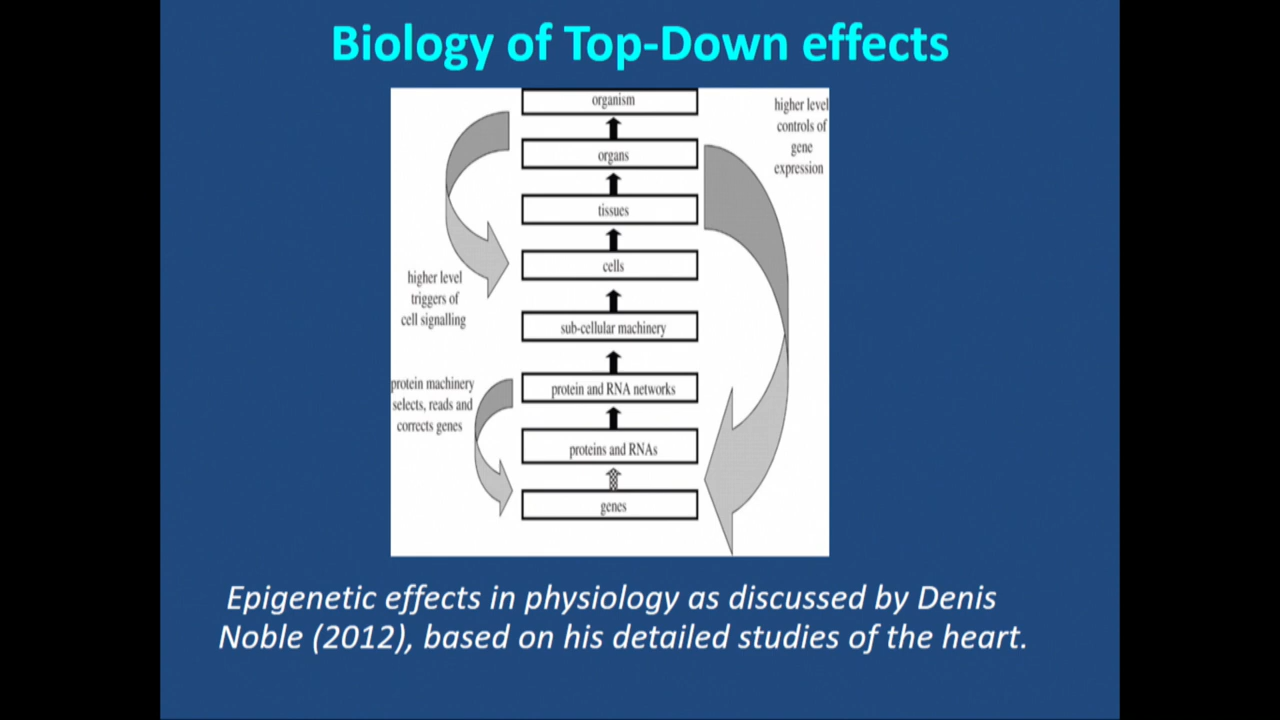 Biology of Top-Down effects
organism
organs
tissues
cells
sub-cellular machinery
protein and RNA networks
proteins and RNAs
genes
higher level
controls of
gene
expression
higher level
triggers of
cell signalling
protein machinery
selects, reads and
corrects genes
Epigenetic effects in physiology as discussed by Denis
Noble (2012), based on his detailed studies of the heart.